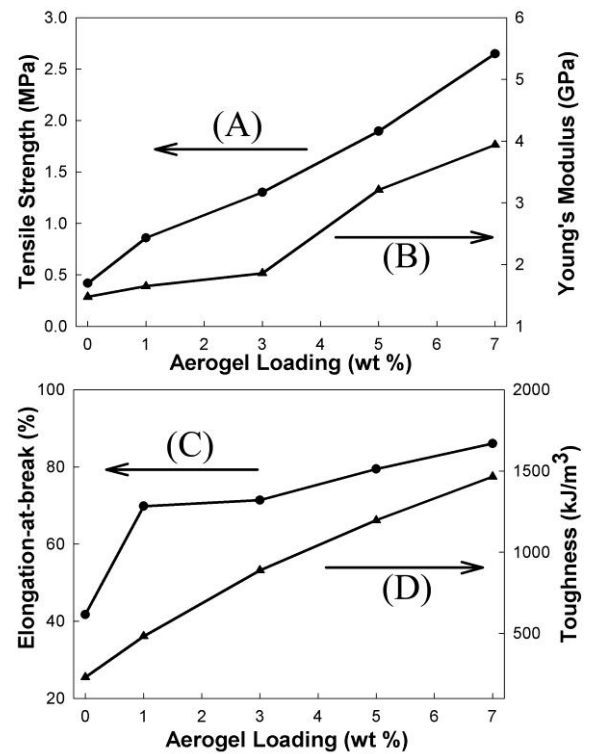 3.0
2.5
2.0
1.5
1.0
0.5
0.0
Tensile Strength (MPa)
6
5
4
3
2
1
Young's Modulus (GPa)
(A)
(B)
0 1 2 3 4 5 6 7
Aerogel Loading (wt %)
100
80
60
40
20
Elongation-at-break (%)
2000
1500
1000
500
Toughness (kJ/m³)
(C)
(D)
0 1 2 3 4 5 6 7
Aerogel Loading (wt %)